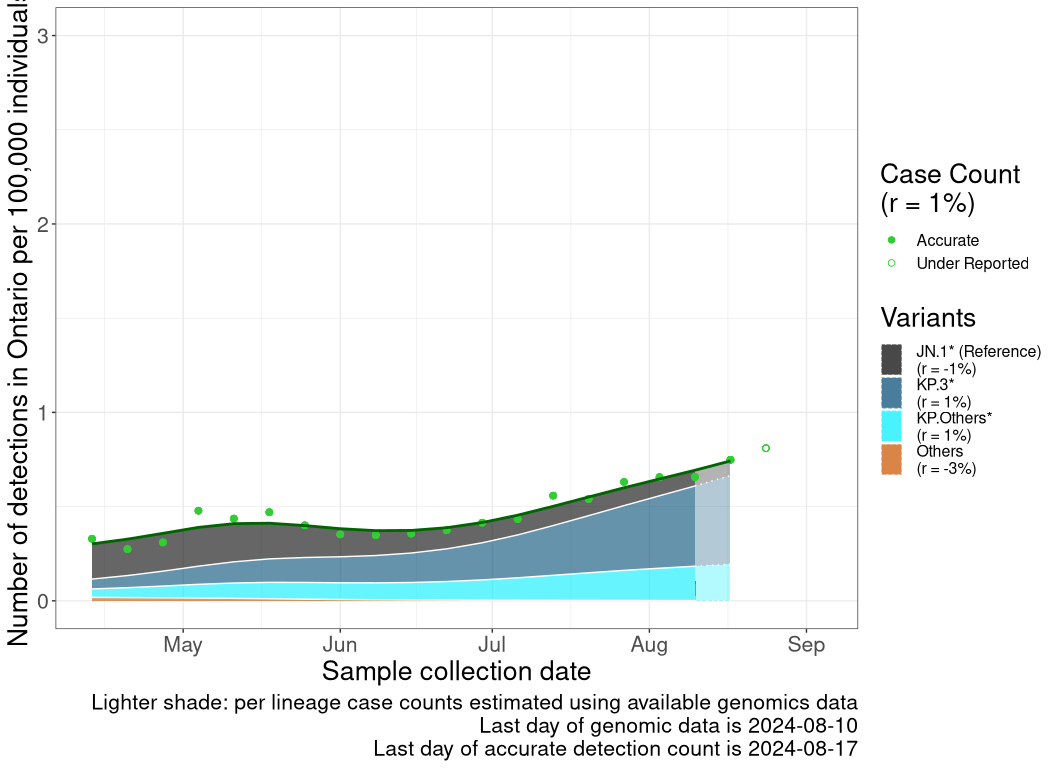 Number of detections in Ontario per 100,000 individuals
3
2
1
0
May
Jun
Jul
Aug
Sep
Sample collection date
Lighter shade: per lineage case counts estimated using available genomics data
Last day of genomic data is 2024-08-10
Last day of accurate detection count is 2024-08-17
Case Count
(r = 1%)
Accurate
Under Reported
Variants
JN.1* (Reference)
(r = -1%)
KP.3*
(r = 1%)
KP.Others*
(r = 1%)
Others
(r = -3%)